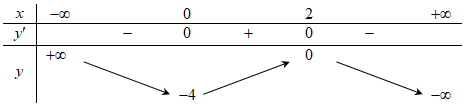 x −∞ 0 2 +∞
y′ − 0 + 0 −
+∞ 0
y
−4 −∞